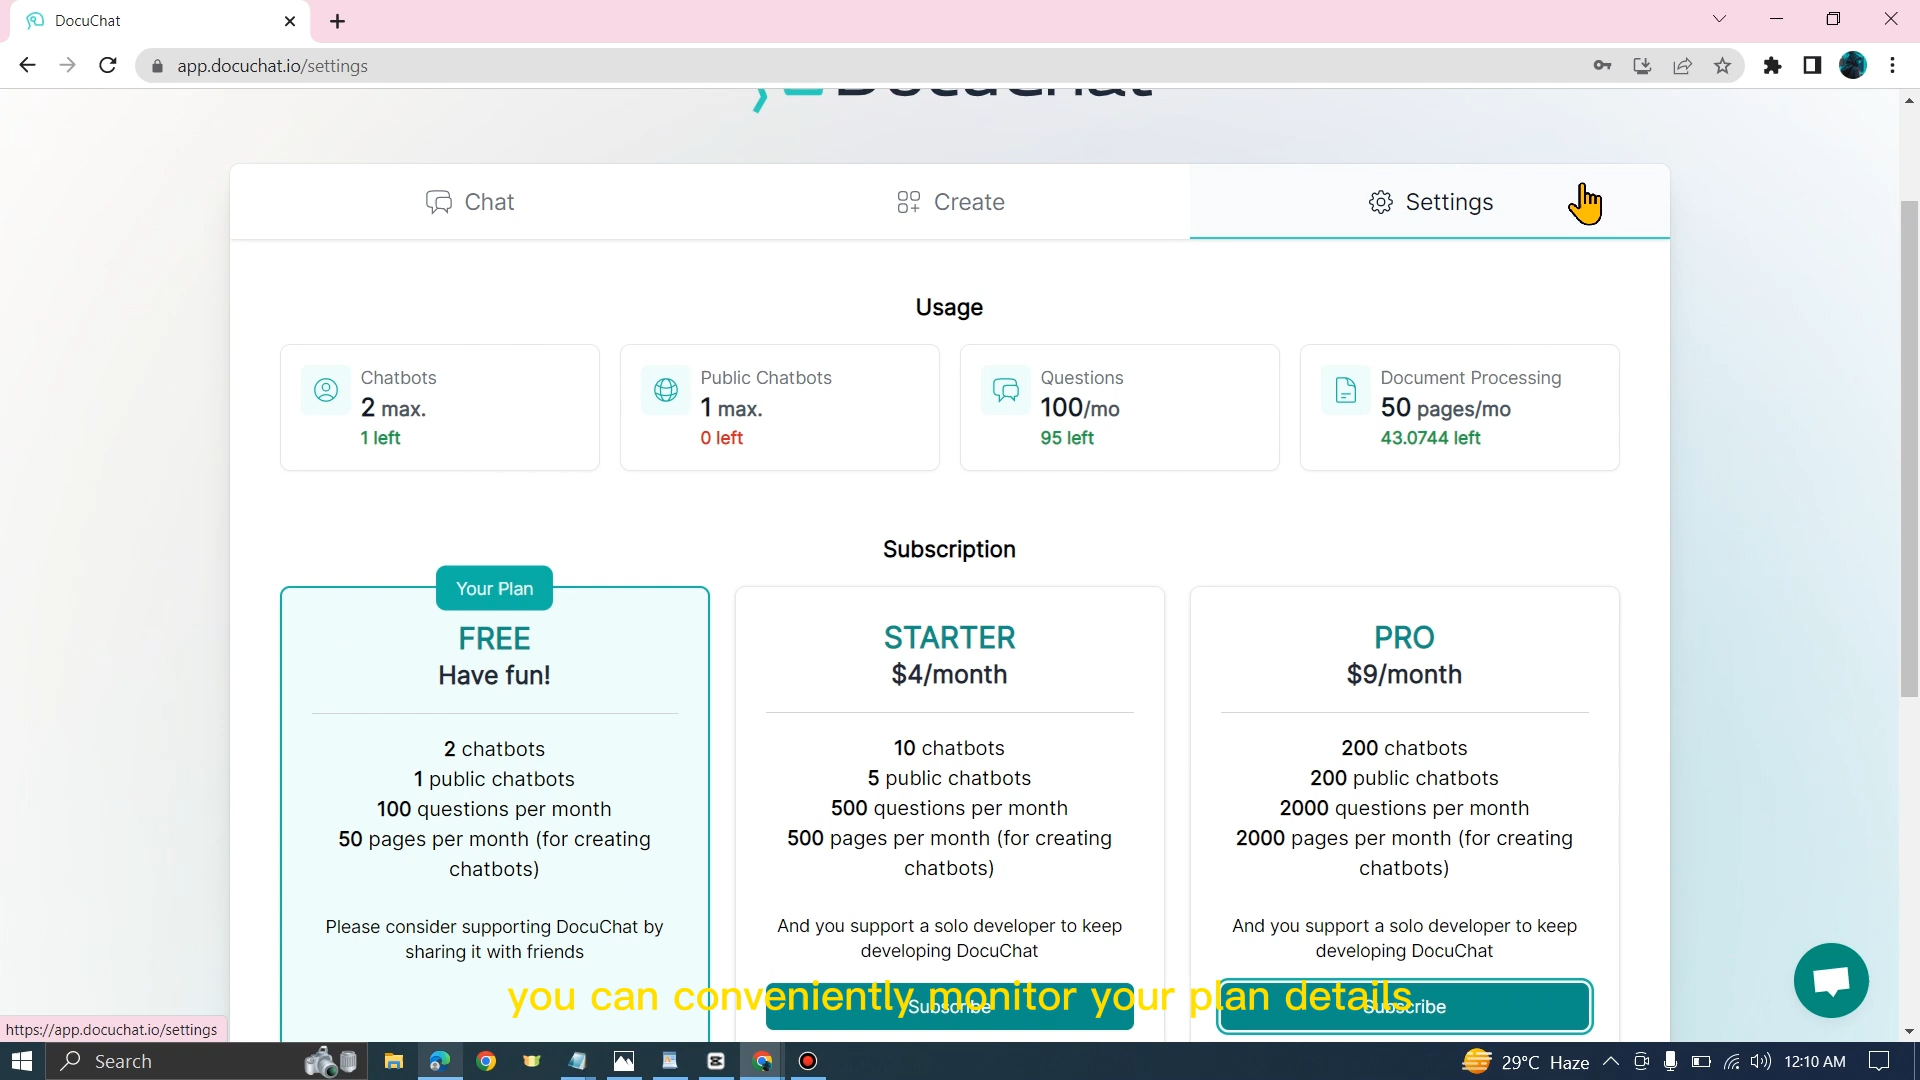 DocuChat
app.docuchat.io/settings
DocuChat
Chat
Create
Settings
Usage
Chatbots
2 max.
1 left
Public Chatbots
1 max.
0 left
Questions
100/mo
95 left
Document Processing
50 pages/mo
43.0744 left
Subscription
Your Plan
FREE
Have fun!
2 chatbots
1 public chatbots
100 questions per month
50 pages per month (for creating
chatbots)
Please consider supporting DocuChat by
sharing it with friends
STARTER
$4/month
10 chatbots
5 public chatbots
500 questions per month
500 pages per month (for creating
chatbots)
And you support a solo developer to keep
developing DocuChat
Subscribe
PRO
$9/month
200 chatbots
200 public chatbots
2000 questions per month
2000 pages per month (for creating
chatbots)
And you support a solo developer to keep
developing DocuChat
Subscribe
you can conveniently monitor your plan details
https://app.docuchat.io/settings
Search
29°C Haze
12:10 AM